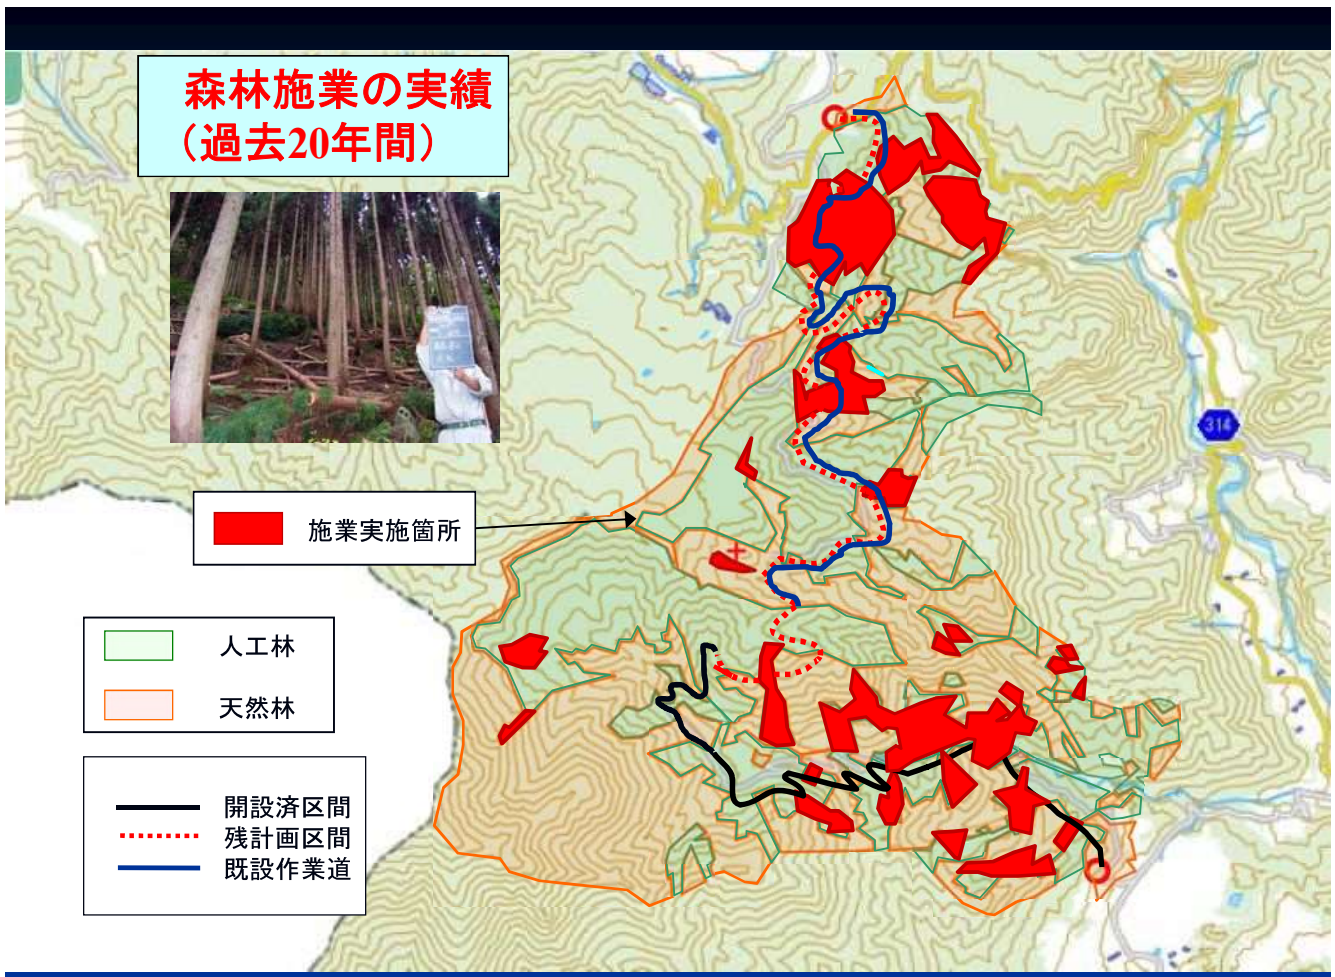 森林施業の実績
（過去20年間）
314
施業実施箇所
人工林
天然林
開設済区間
残計画区間
既設作業道